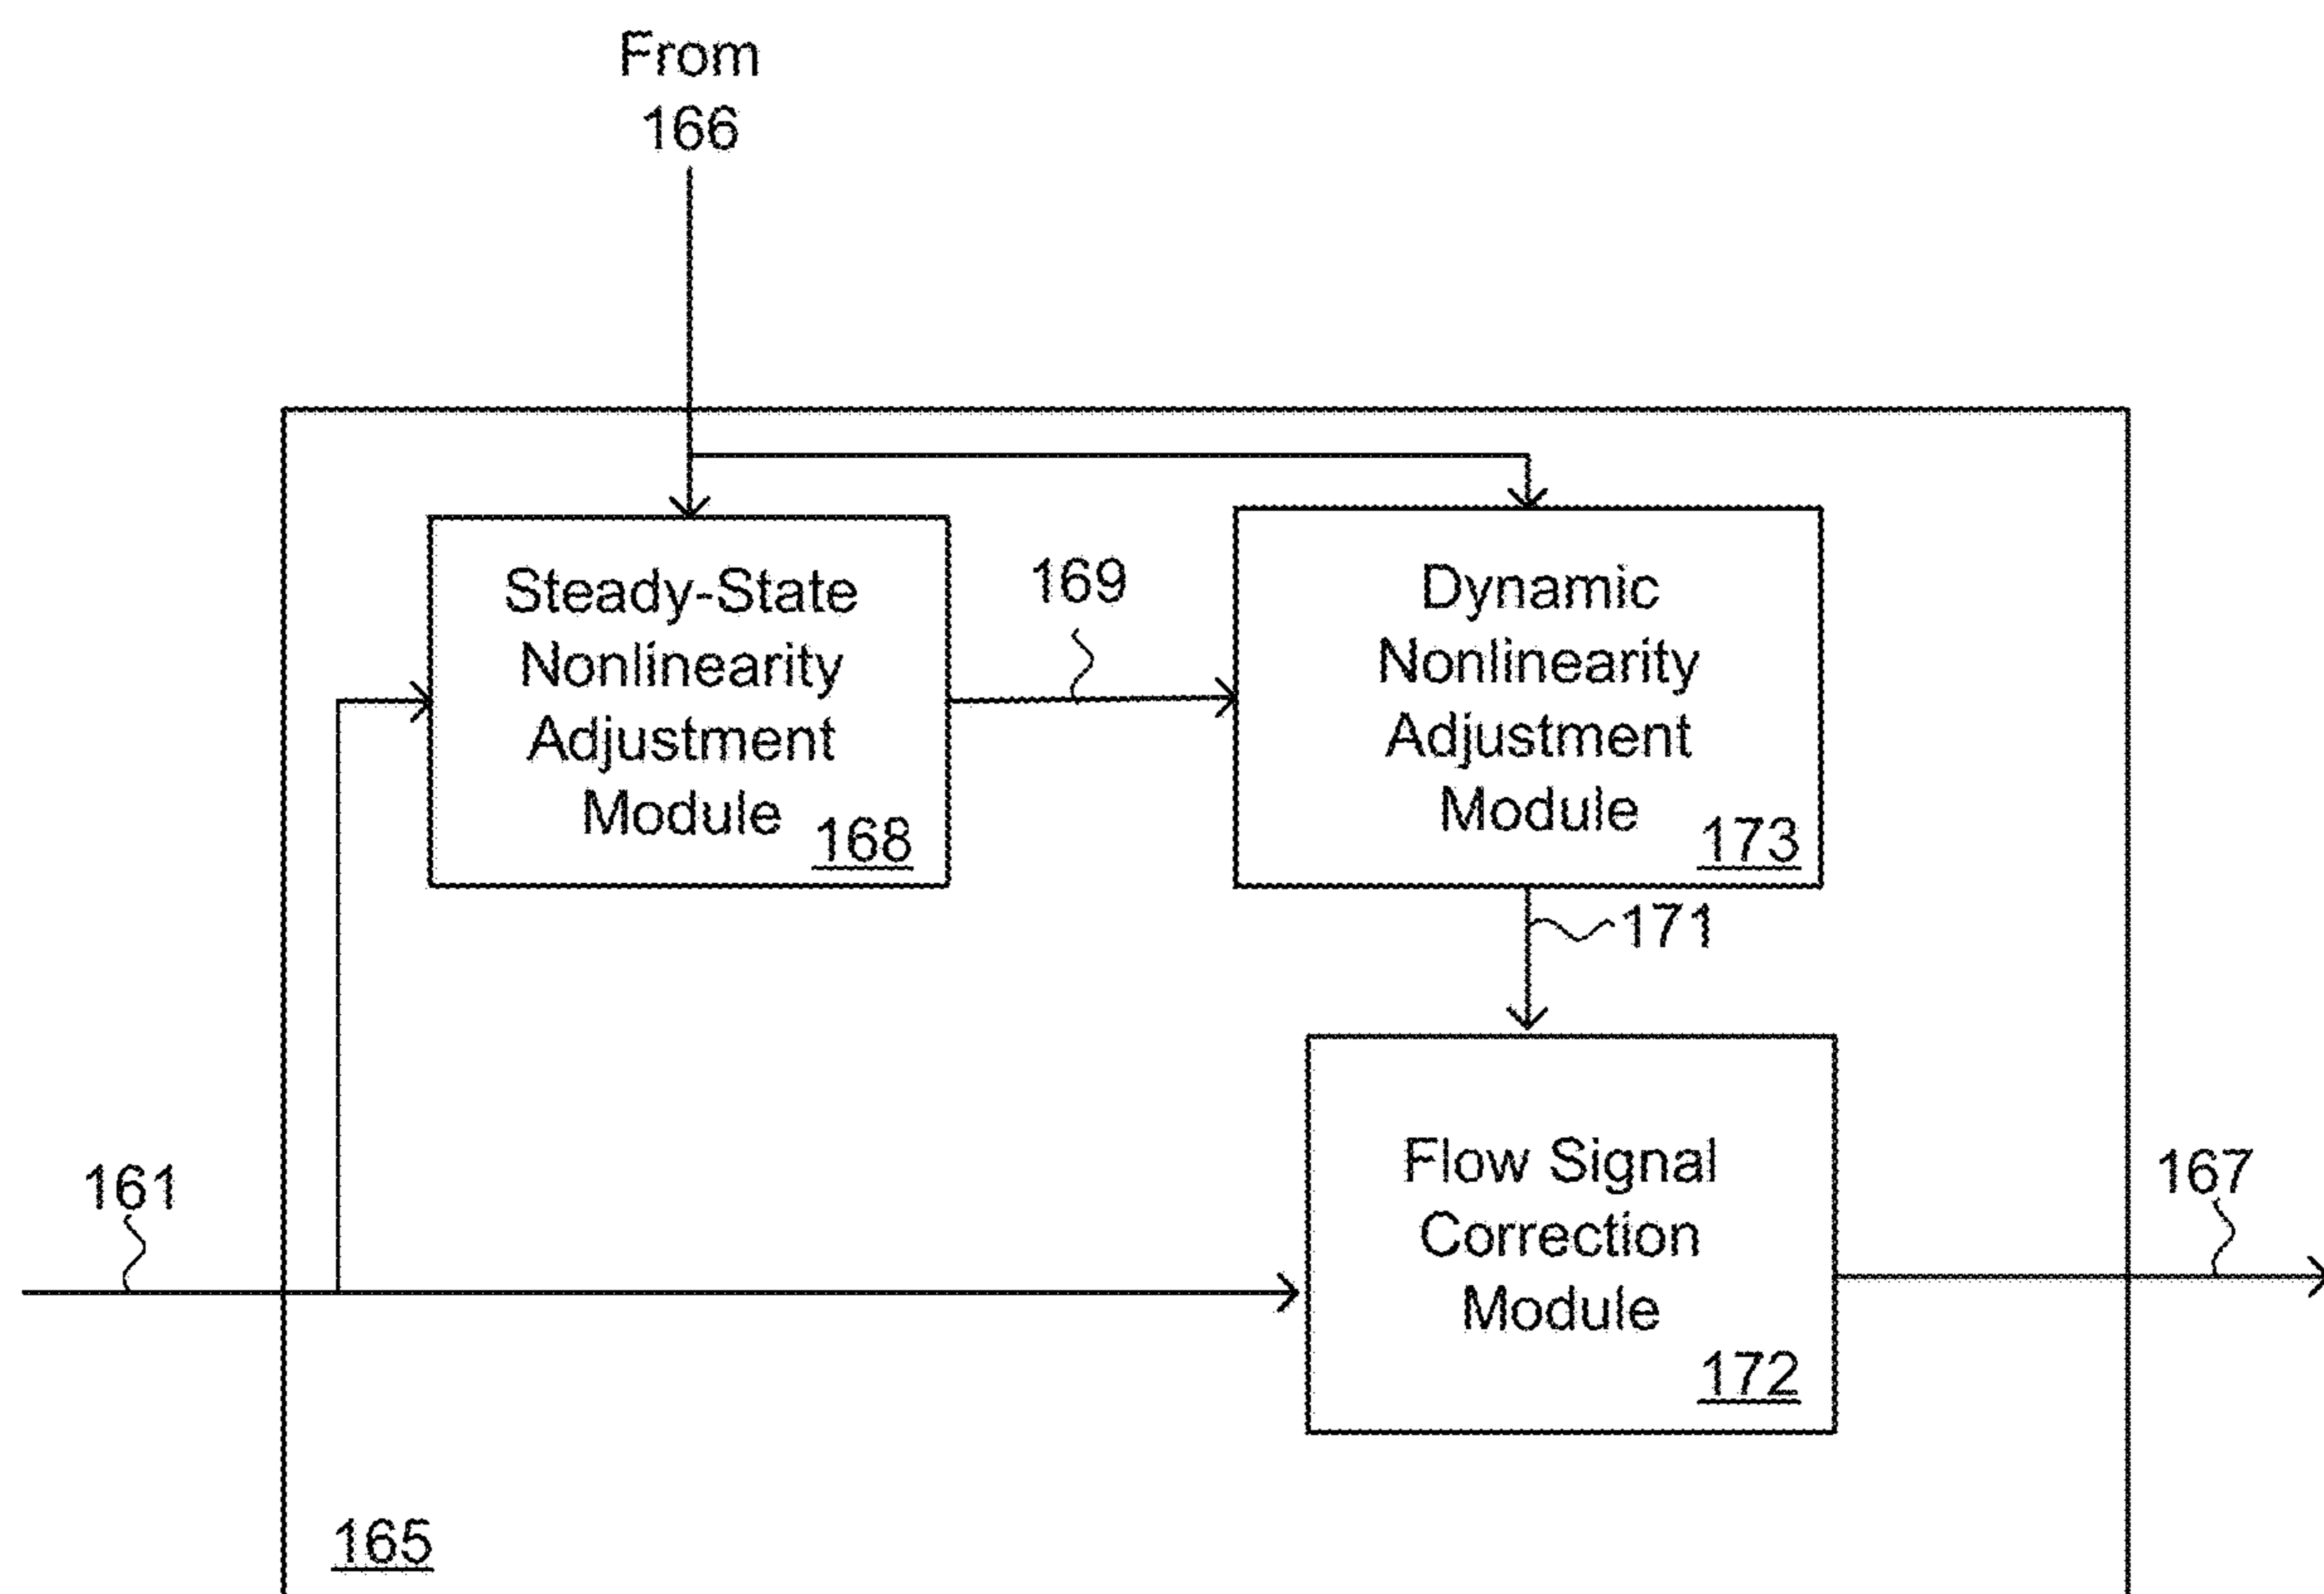 From
166
Steady-State
Nonlinearity
Adjustment
Module
168
169
Dynamic
Nonlinearity
Adjustment
Module
173
171
161
Flow Signal
Correction
Module
172
167
165